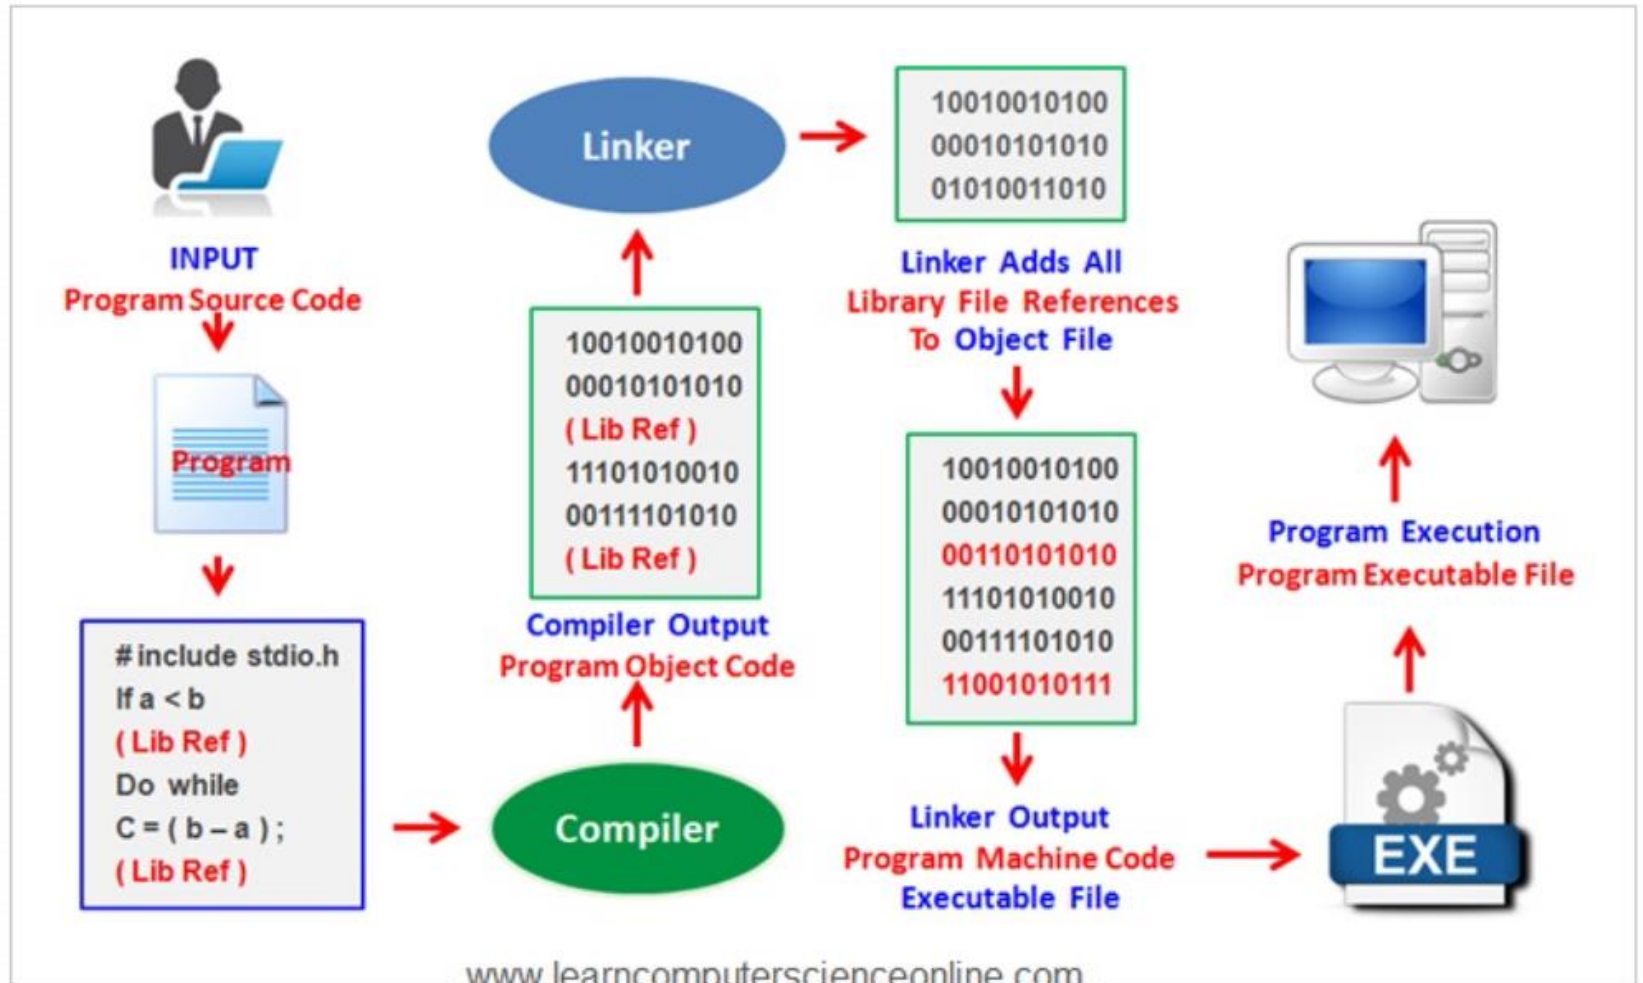 INPUT
Program Source Code
Program
# include stdio.h
If a < b
( Lib Ref )
Do while
C = ( b – a ) ;
( Lib Ref )
Compiler
Compiler Output
Program Object Code
10010010100
00010101010
( Lib Ref )
11101010010
00111101010
( Lib Ref )
Linker
10010010100
00010101010
01010011010
Linker Adds All
Library File References
To Object File
10010010100
00010101010
00110101010
11101010010
00111101010
11001010111
Linker Output
Program Machine Code
Executable File
EXE
Program Execution
Program Executable File
www.learncomputerscienceonline.com